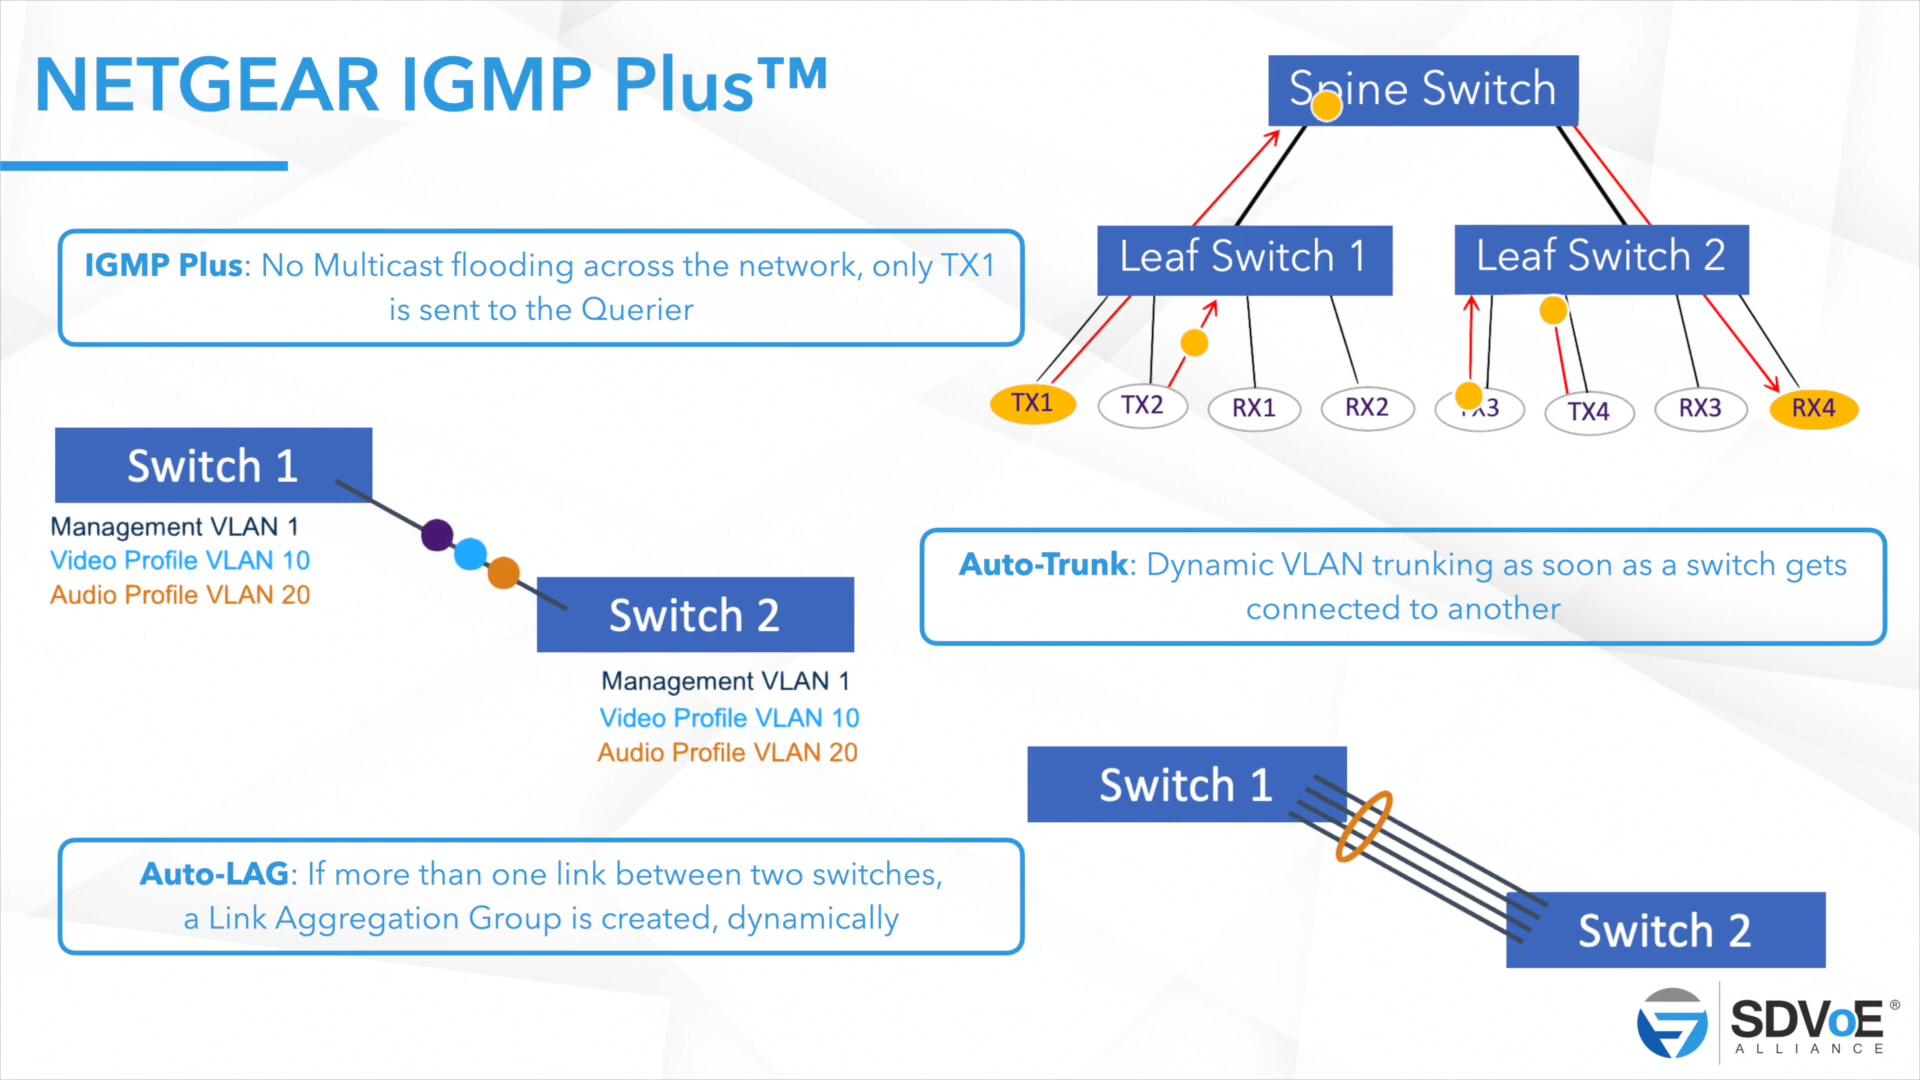 NETGEAR IGMP Plus™
Spine Switch
Leaf Switch 1
Leaf Switch 2
IGMP Plus: No Multicast flooding across the network, only TX1
is sent to the Querier
TX1
TX2
RX1
RX2
TX4
RX3
RX4
Switch 1
Management VLAN 1
Video Profile VLAN 10
Audio Profile VLAN 20
Switch 2
Management VLAN 1
Video Profile VLAN 10
Audio Profile VLAN 20
Auto-Trunk: Dynamic VLAN trunking as soon as a switch gets
connected to another
Auto-LAG: If more than one link between two switches,
a Link Aggregation Group is created, dynamically
Switch 1
Switch 2
SDVoE®
ALLIANCE